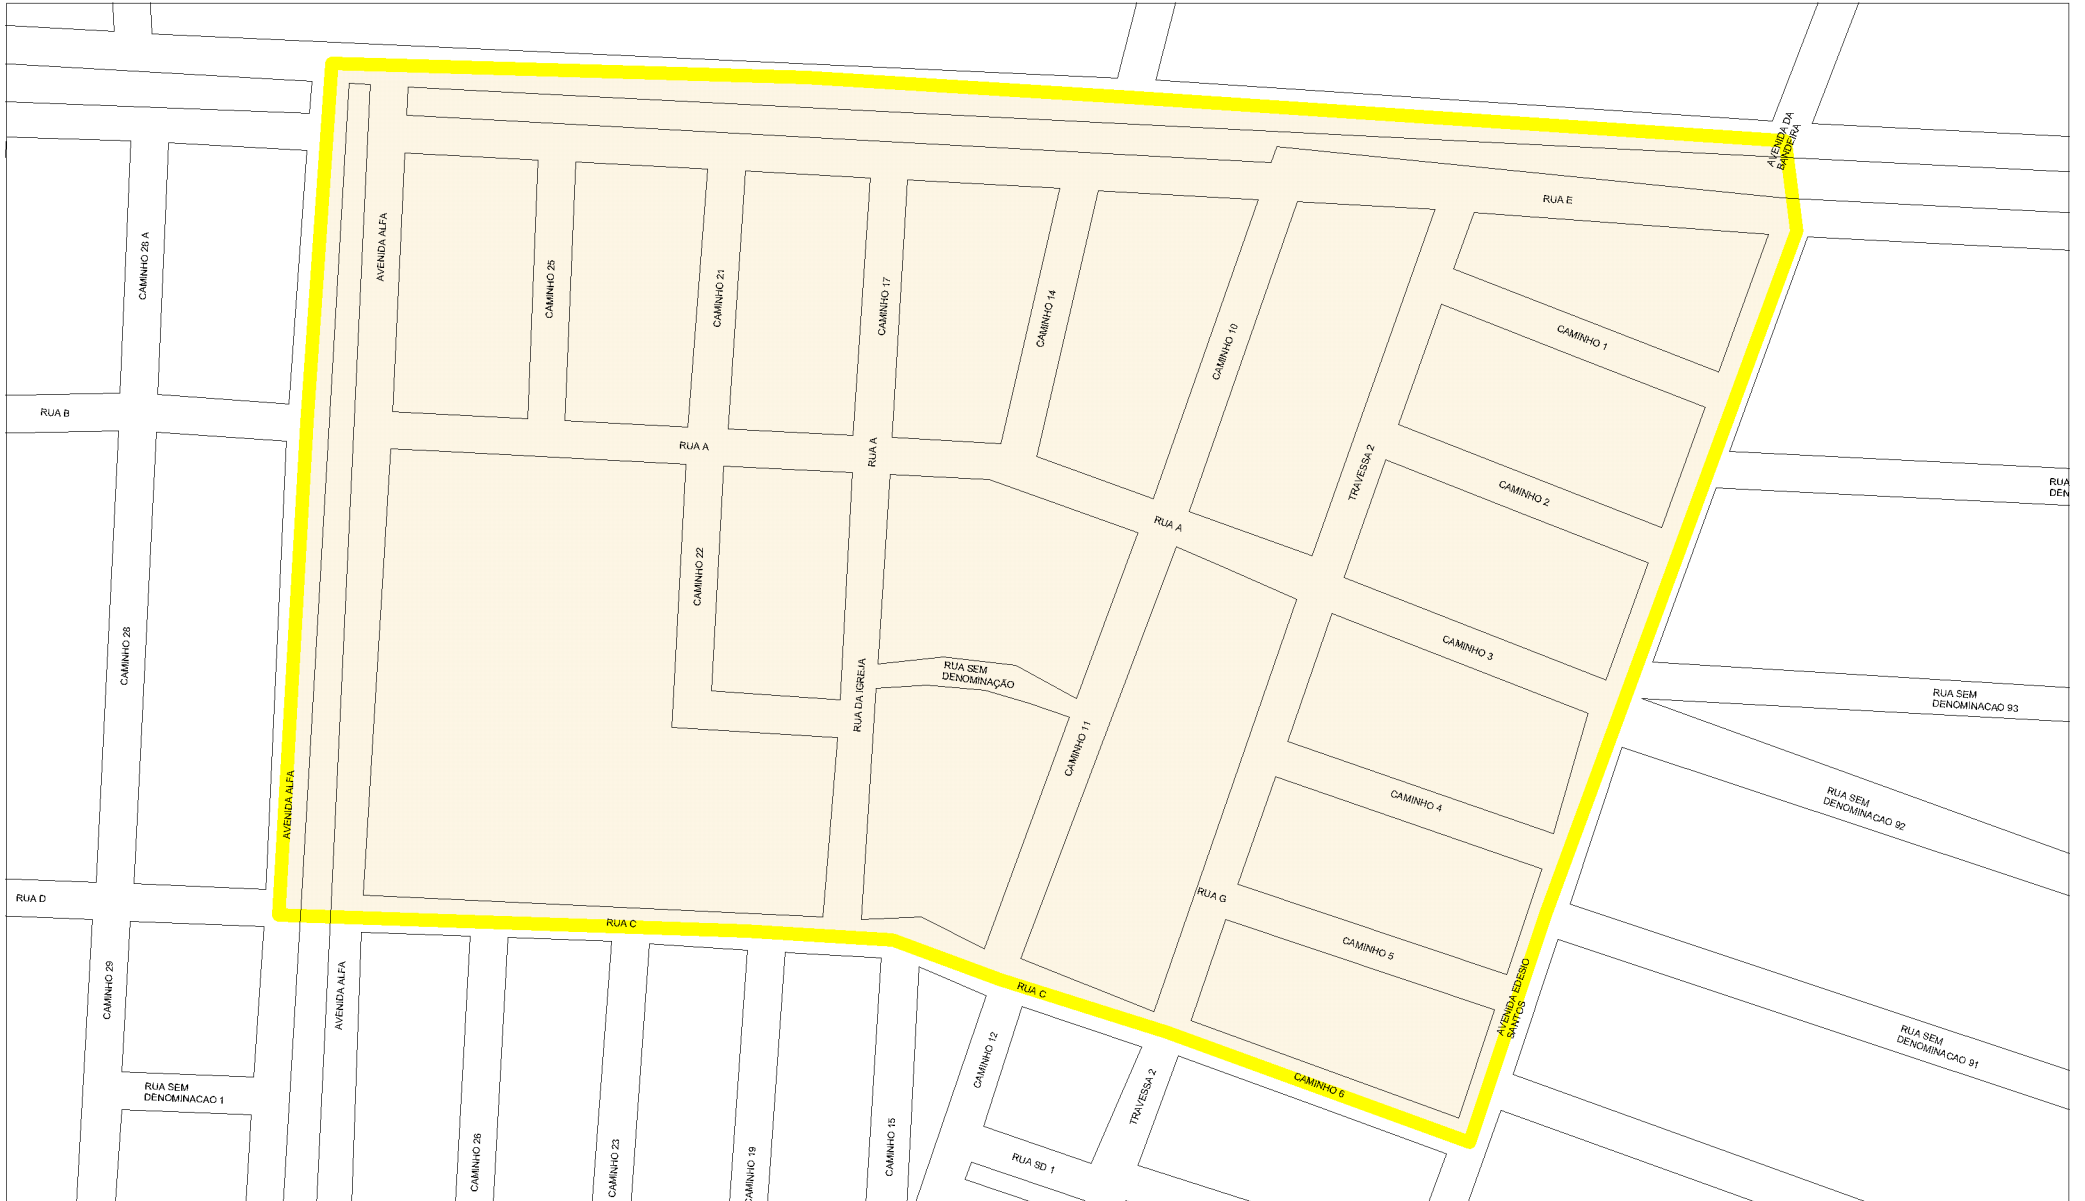 AVENIDA DA
BANDEIRA
RUA E
AVENIDA ALFA
CAMINHO 28 A
CAMINHO 25
CAMINHO 21
CAMINHO 17
CAMINHO 14
CAMINHO 10
CAMINHO 1
RUA B
RUA A
RUA A
TRAVESSA 2
CAMINHO 2
RUA
DEN
RUA A
CAMINHO 22
CAMINHO 28
CAMINHO 3
RUA SEM
DENOMINAÇÃO
RUA DA IGREJA
RUA SEM
DENOMINACAO 93
CAMINHO 11
AVENIDA ALFA
CAMINHO 4
RUA SEM
DENOMINACAO 92
RUA D
RUA G
RUA C
CAMINHO 5
CAMINHO 29
AVENIDA ALFA
RUA C
AVENIDA EDESIO
SANTOS
RUA SEM
DENOMINACAO 91
CAMINHO 12
RUA SEM
DENOMINACAO 1
TRAVESSA 2
CAMINHO 6
CAMINHO 26
CAMINHO 23
CAMINHO 19
CAMINHO 15
RUA SD 1